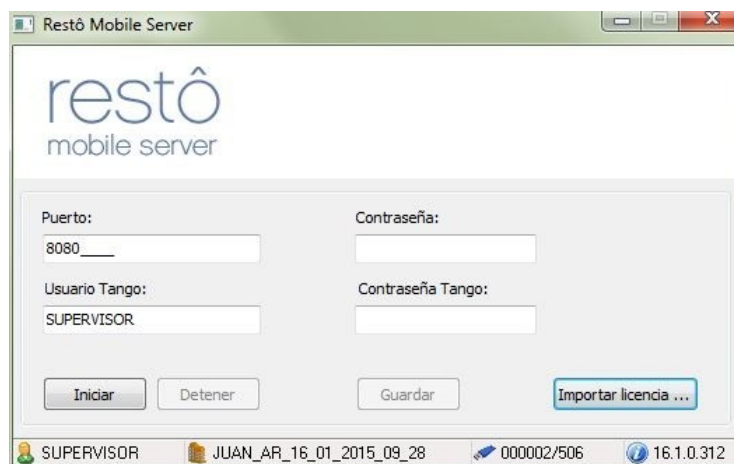 Restô Mobile Server
restô
mobile server
Puerto: Contraseña:
8080____
Usuario Tango: Contraseña Tango:
SUPERVISOR
Iniciar Detener Guardar Importar licencia ...
SUPERVISOR JUAN_AR_16_01_2015_09_28 000002/506 16.1.0.312